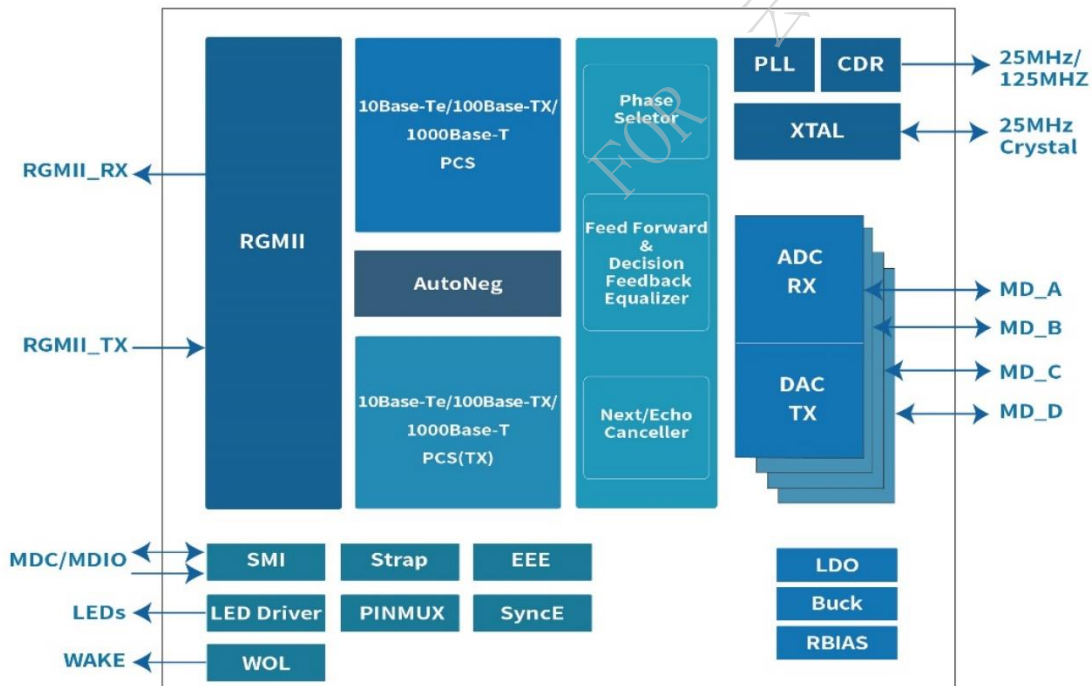 RGMII_RX
RGMII_TX
MDC/MDIO
LEDs
WAKE
RGMII
10Base-Te/100Base-TX/
1000Base-T
PCS
AutoNeg
10Base-Te/100Base-TX/
1000Base-T
PCS(TX)
Phase
Seletor
Feed Forward
&
Decision
Feedback
Equalizer
Next/Echo
Canceller
PLL
CDR
XTAL
25MHz/
125MHZ
25MHz
Crystal
ADC
RX
DAC
TX
MD_A
MD_B
MD_C
MD_D
SMI
Strap
EEE
LED Driver
PINMUX
SyncE
WOL
LDO
Buck
RBIAS
FOR